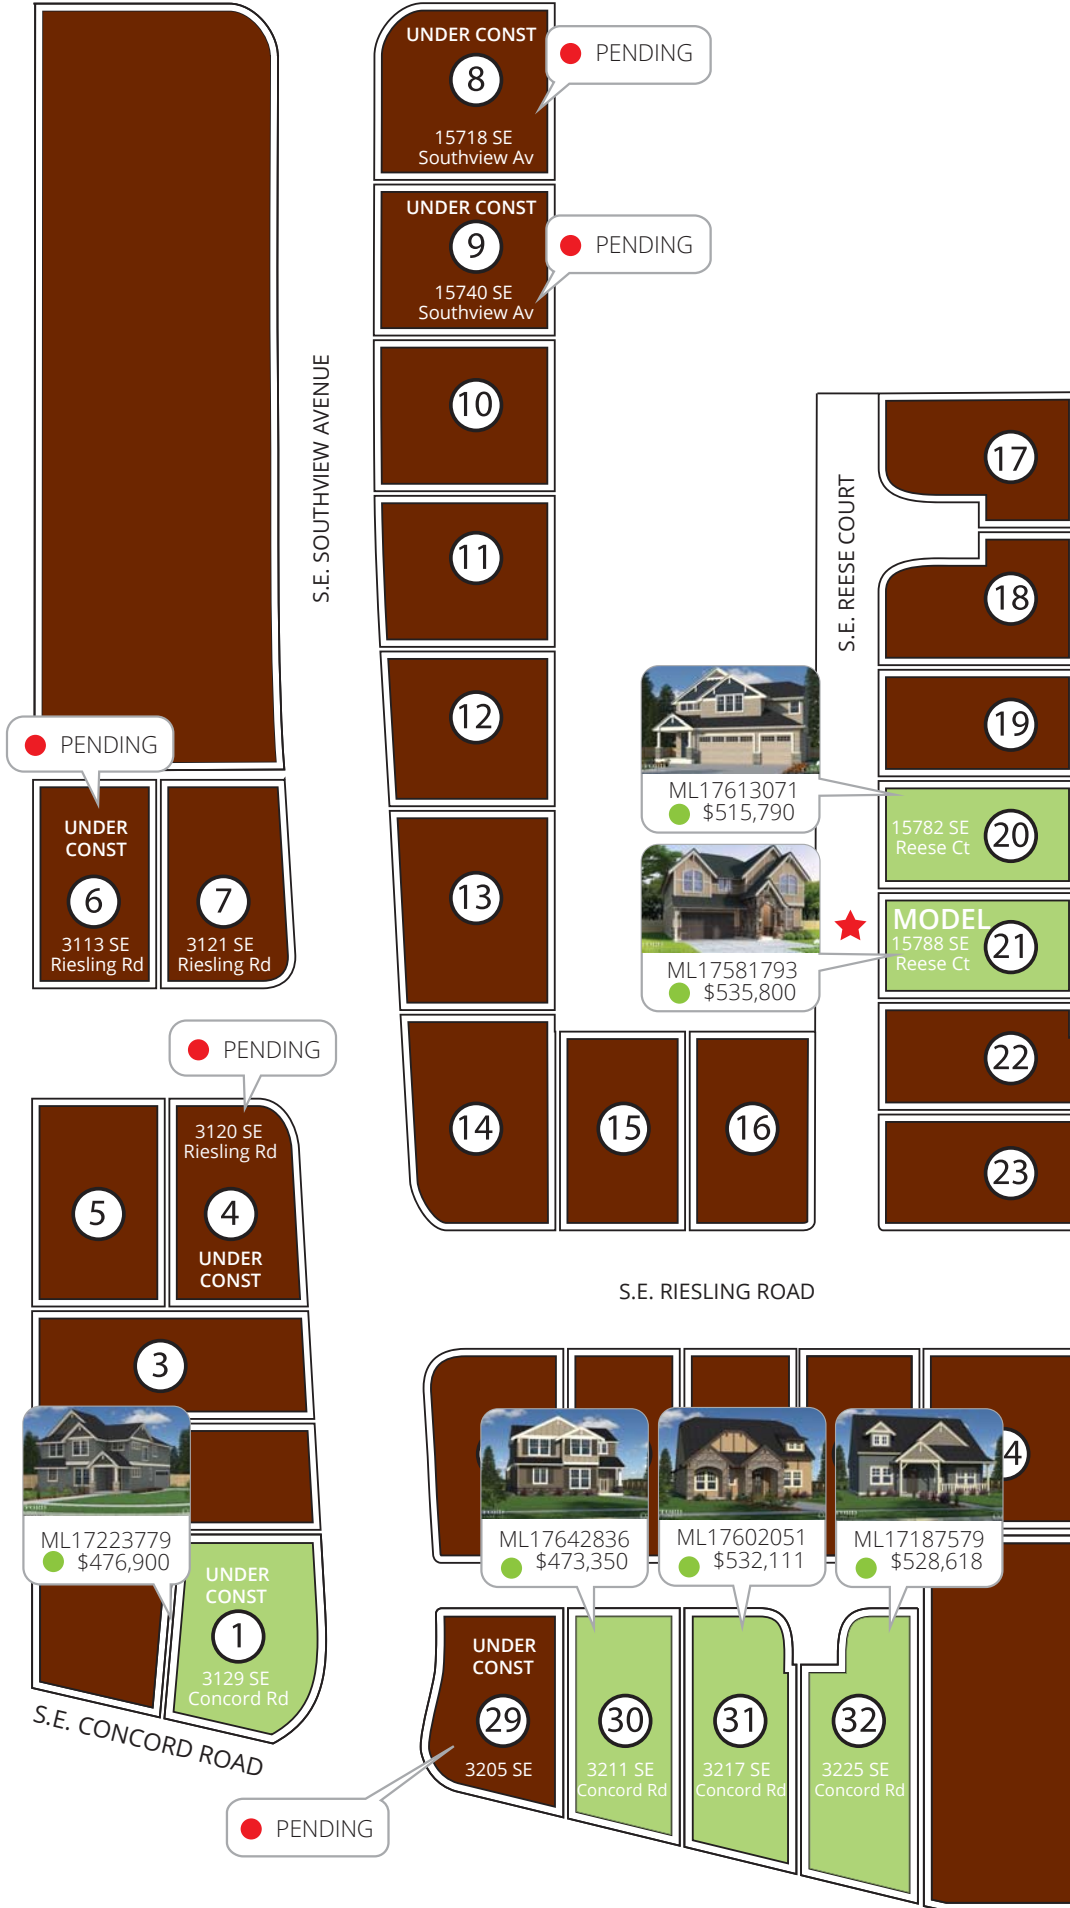 UNDER CONST
8
15718 SE
Southview Av
PENDING
UNDER CONST
9
15740 SE
Southview Av
PENDING
S.E. SOUTHVIEW AVENUE
10
11
12
13
14
15
16
S.E. REESE COURT
17
18
19
ML17613071
$515,790
15782 SE
Reese Ct
20
ML17581793
$535,800
MODEL
15788 SE
Reese Ct
21
22
23
PENDING
UNDER
CONST
6
3113 SE
Riesling Rd
7
3121 SE
Riesling Rd
PENDING
5
3120 SE
Riesling Rd
4
UNDER
CONST
S.E. RIESLING ROAD
3
ML17223779
$476,900
UNDER
CONST
1
3129 SE
Concord Rd
S.E. CONCORD ROAD
4
ML17642836
$473,350
ML17602051
$532,111
ML17187579
$528,618
UNDER
CONST
29
3205 SE
PENDING
30
3211 SE
Concord Rd
31
3217 SE
Concord Rd
32
3225 SE
Concord Rd